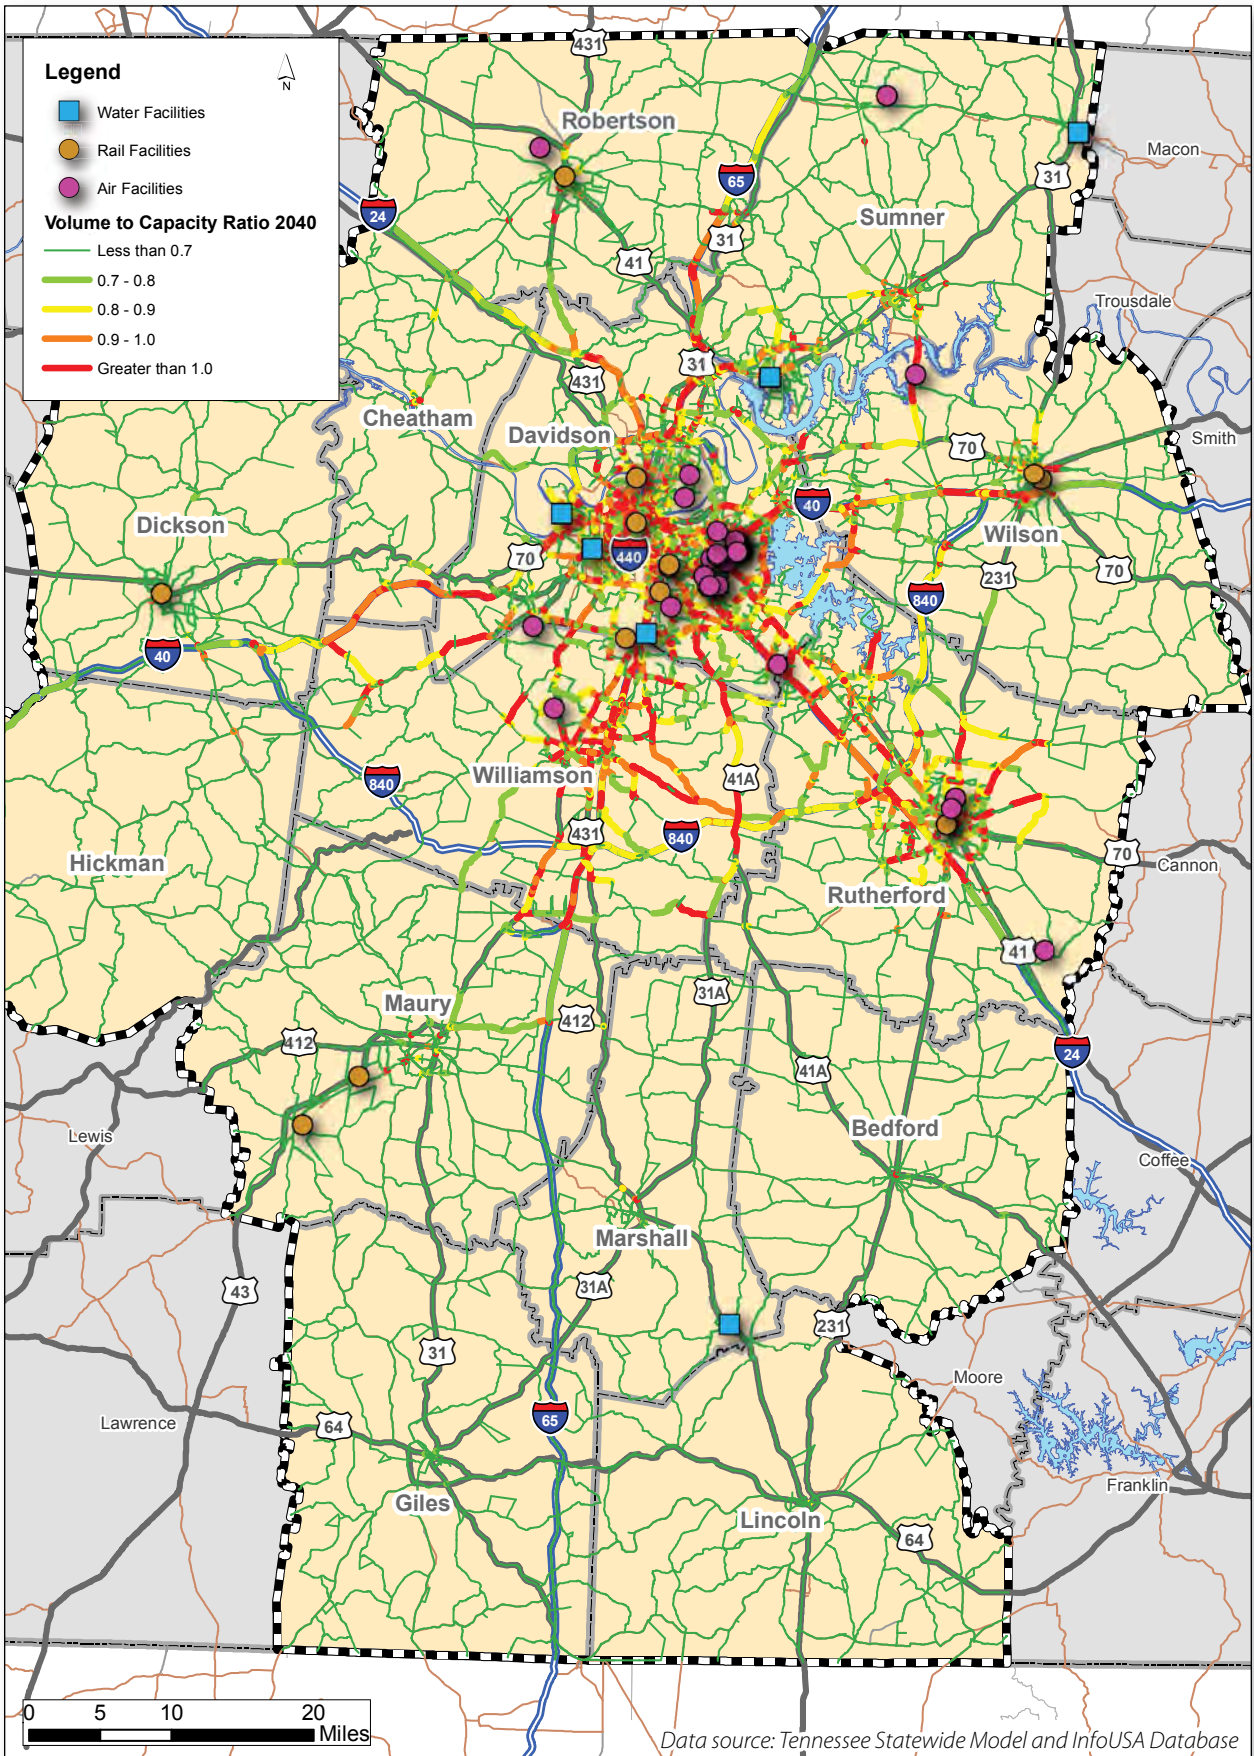 Legend
N
Water Facilities
Rail Facilities
Air Facilities
Volume to Capacity Ratio 2040
Less than 0.7
0.7 - 0.8
0.8 - 0.9
0.9 - 1.0
Greater than 1.0
431
Robertson
Macon
65
31
24
Sumner
31
41
Trousdale
31
431
Cheatham
Davidson
70
Smith
40
Dickson
Wilson
70
440
231
70
840
40
Williamson
41A
840
431
840
70
Hickman
Cannon
Rutherford
41
Maury
31A
412
412
24
41A
Lewis
Bedford
Coffee
Marshall
43
31A
231
31
Moore
Lawrence
64
65
Franklin
Giles
Lincoln
64
0 5 10 20
Miles
Data source: Tennessee Statewide Model and InfoUSA Database